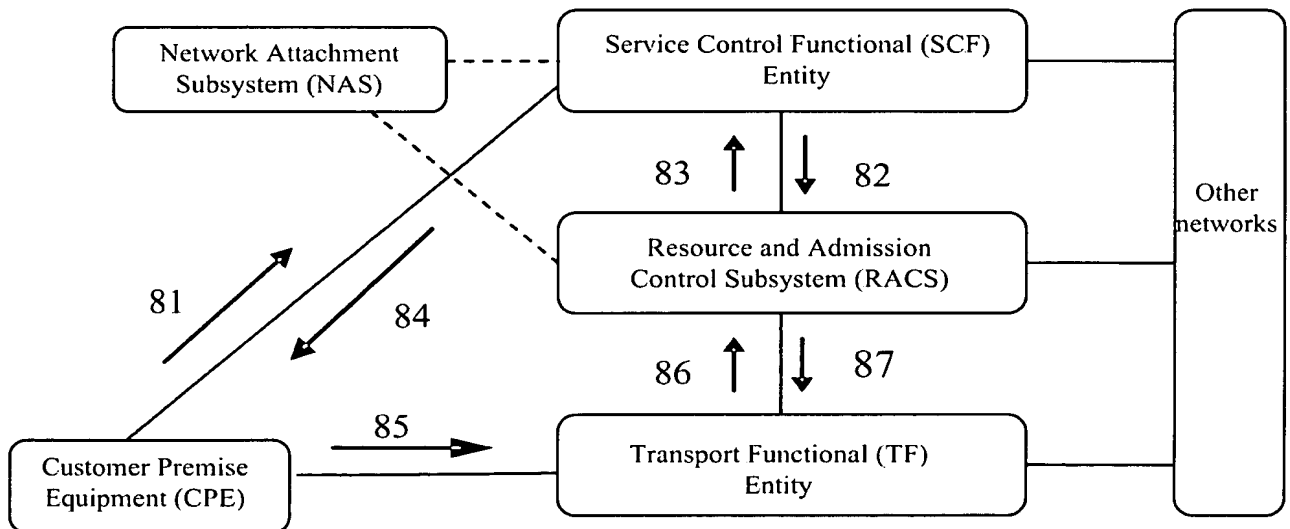 Network Attachment
Subsystem (NAS)
Service Control Functional (SCF)
Entity
83
82
Other
networks
Resource and Admission
Control Subsystem (RACS)
81
84
86
87
85
Customer Premise
Equipment (CPE)
Transport Functional (TF)
Entity